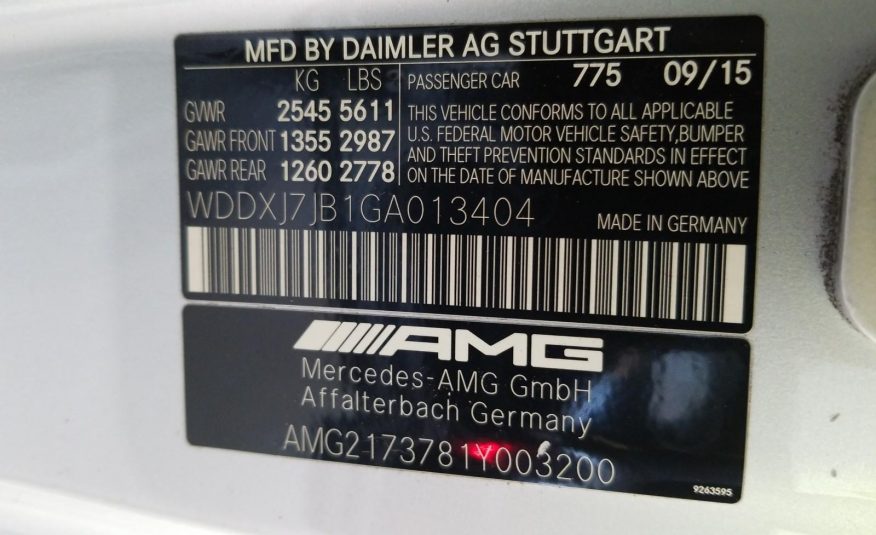 MFD BY DAIMLER AG STUTTGART
KG LBS
GVWR 2545 5611
GAWR FRONT 1355 2987
GAWR REAR 1260 2778
PASSENGER CAR 775 09/15
THIS VEHICLE CONFORMS TO ALL APPLICABLE
U.S. FEDERAL MOTOR VEHICLE SAFETY,BUMPER
AND THEFT PREVENTION STANDARDS IN EFFECT
ON THE DATE OF MANUFACTURE SHOWN ABOVE
WDDXJ7JB1GA013404
MADE IN GERMANY
AMG
Mercedes-AMG GmbH
Affalterbach Germany
AMG2173781Y003200
9263595